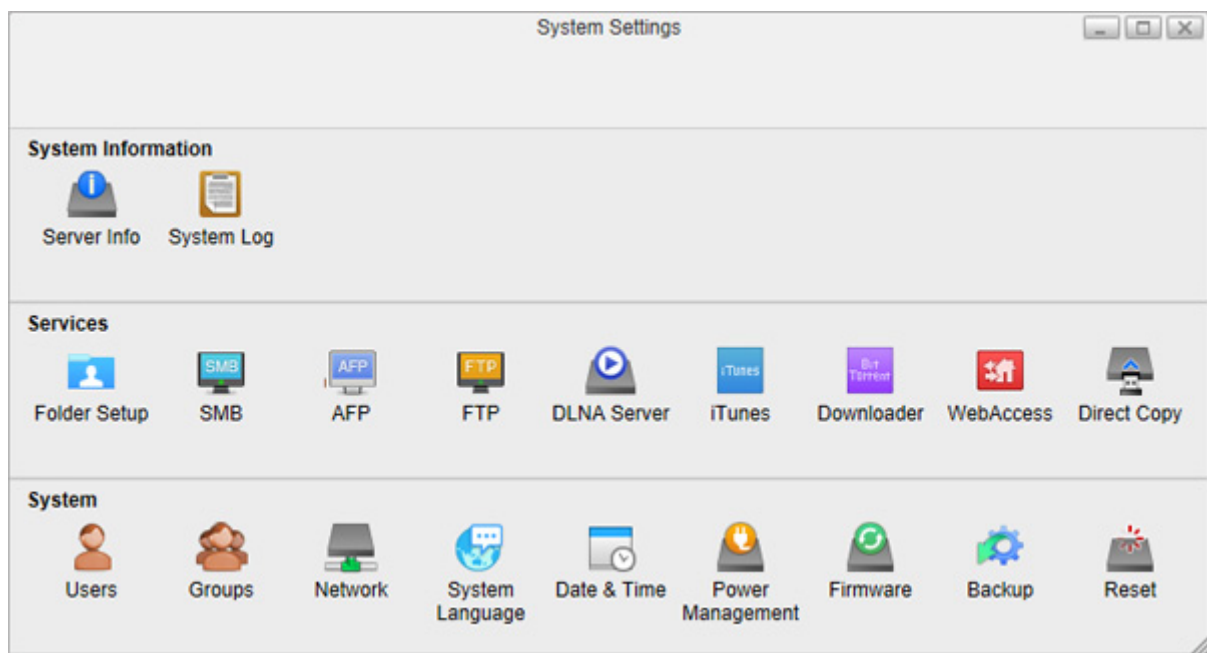 System Settings
System Information
Server Info
System Log
Services
SMB
AFP
FTP
iTunes
Bit
Torrent
Folder Setup
SMB
AFP
FTP
DLNA Server
iTunes
Downloader
WebAccess
Direct Copy
System
Users
Groups
Network
System
Language
Date & Time
Power
Management
Firmware
Backup
Reset